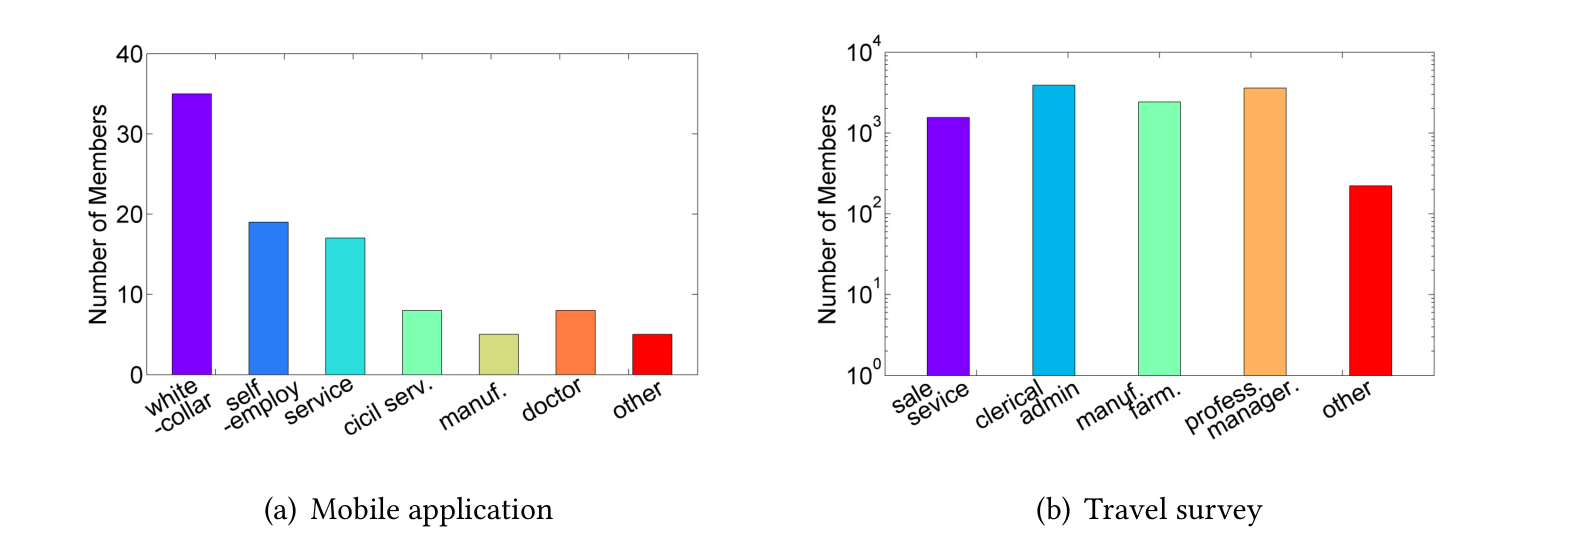 40
30
20
10
0
Number of Members
white
-collar
self
-employ
service
cicil serv.
manuf.
doctor
other
(a) Mobile application
10^4
10^3
10^2
10^1
10^0
Number of Members
sale
sevice
clerical
admin
manuf.
farm.
profess.
manager.
other
(b) Travel survey